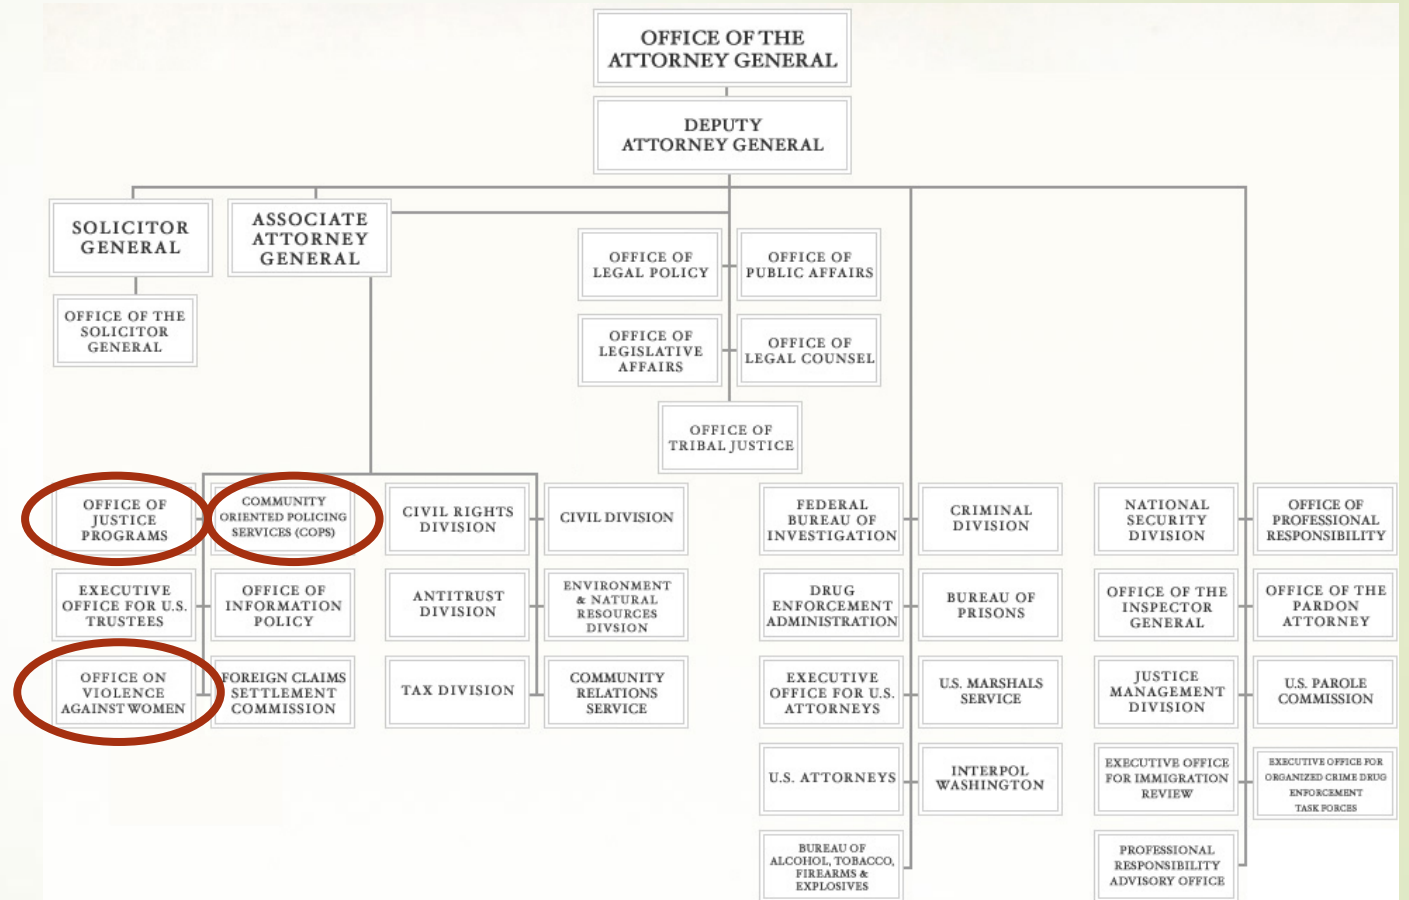 OFFICE OF THE
ATTORNEY GENERAL
DEPUTY
ATTORNEY GENERAL
SOLICITOR
GENERAL
ASSOCIATE
ATTORNEY
GENERAL
OFFICE OF THE
SOLICITOR
GENERAL
OFFICE OF
LEGAL POLICY
OFFICE OF
PUBLIC AFFAIRS
OFFICE OF
LEGISLATIVE
AFFAIRS
OFFICE OF
LEGAL COUNSEL
OFFICE OF
TRIBAL JUSTICE
OFFICE OF
JUSTICE
PROGRAMS
COMMUNITY
ORIENTED POLICING
SERVICES (COPS)
CIVIL RIGHTS
DIVISION
CIVIL DIVISION
FEDERAL
BUREAU OF
INVESTIGATION
CRIMINAL
DIVISION
NATIONAL
SECURITY
DIVISION
OFFICE OF
PROFESSIONAL
RESPONSIBILITY
EXECUTIVE
OFFICE FOR U.S.
TRUSTEES
OFFICE OF
INFORMATION
POLICY
ANTITRUST
DIVISION
ENVIRONMENT
& NATURAL
RESOURCES
DIVSION
DRUG
ENFORCEMENT
ADMINISTRATION
BUREAU OF
PRISONS
OFFICE OF THE
INSPECTOR
GENERAL
OFFICE OF THE
PARDON
ATTORNEY
OFFICE ON
VIOLENCE
AGAINST WOMEN
FOREIGN CLAIMS
SETTLEMENT
COMMISSION
TAX DIVISION
COMMUNITY
RELATIONS
SERVICE
EXECUTIVE
OFFICE FOR U.S.
ATTORNEYS
U.S. MARSHALS
SERVICE
JUSTICE
MANAGEMENT
DIVISION
U.S. PAROLE
COMMISSION
U.S. ATTORNEYS
INTERPOL
WASHINGTON
EXECUTIVE OFFICE
FOR IMMIGRATION
REVIEW
EXECUTIVE OFFICE FOR
ORGANIZED CRIME DRUG
ENFORCEMENT
TASK FORCES
BUREAU OF
ALCOHOL, TOBACCO,
FIREARMS &
EXPLOSIVES
PROFESSIONAL
RESPONSIBILITY
ADVISORY OFFICE